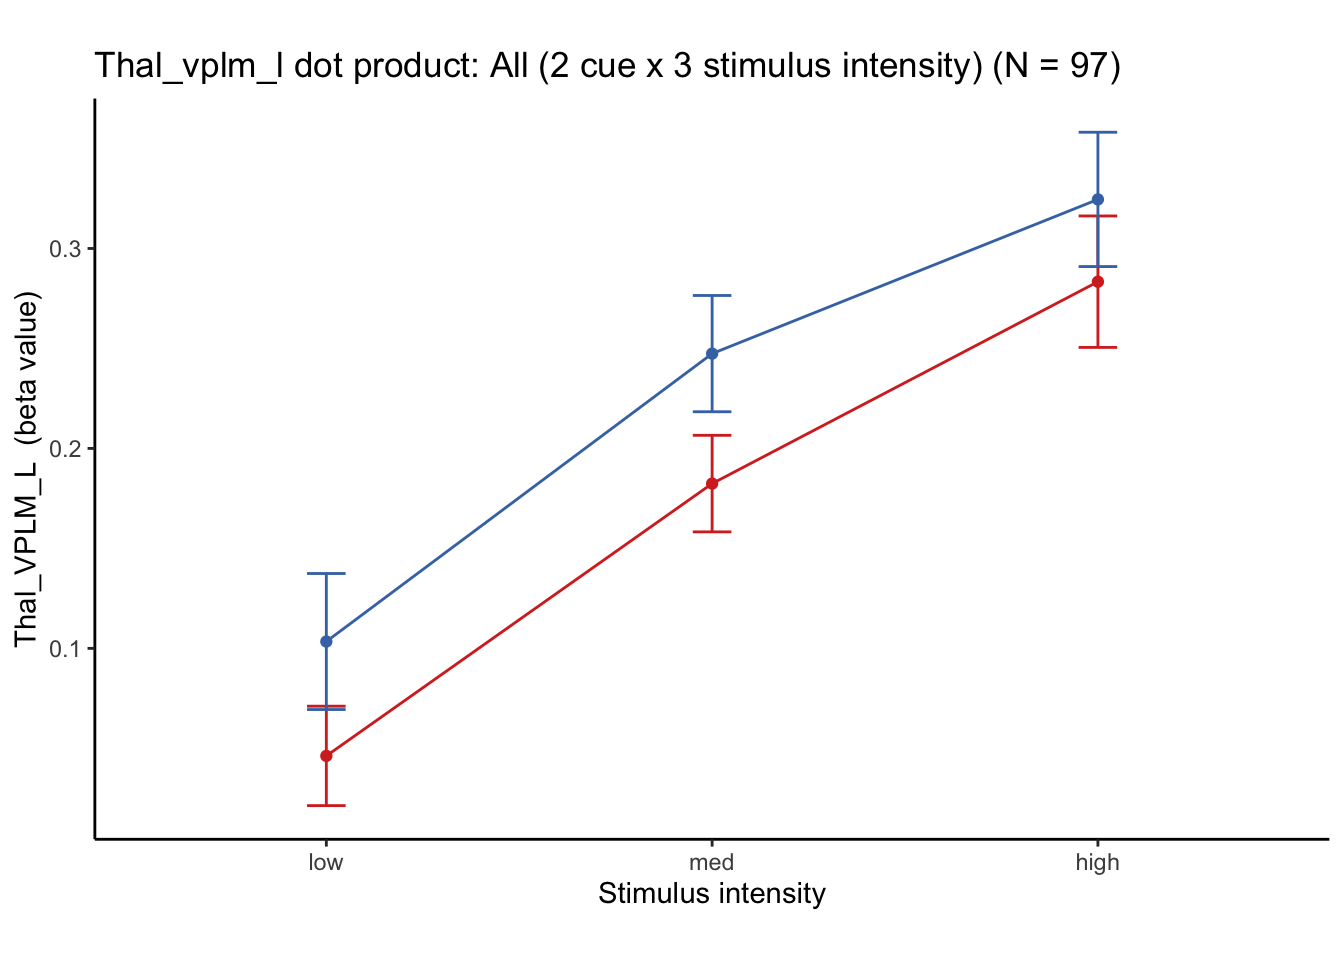 Thal_vplm_l dot product: All (2 cue x 3 stimulus intensity) (N = 97)
Thal_VPLM_L  (beta value)
0.3
0.2
0.1
low
med
high
Stimulus intensity